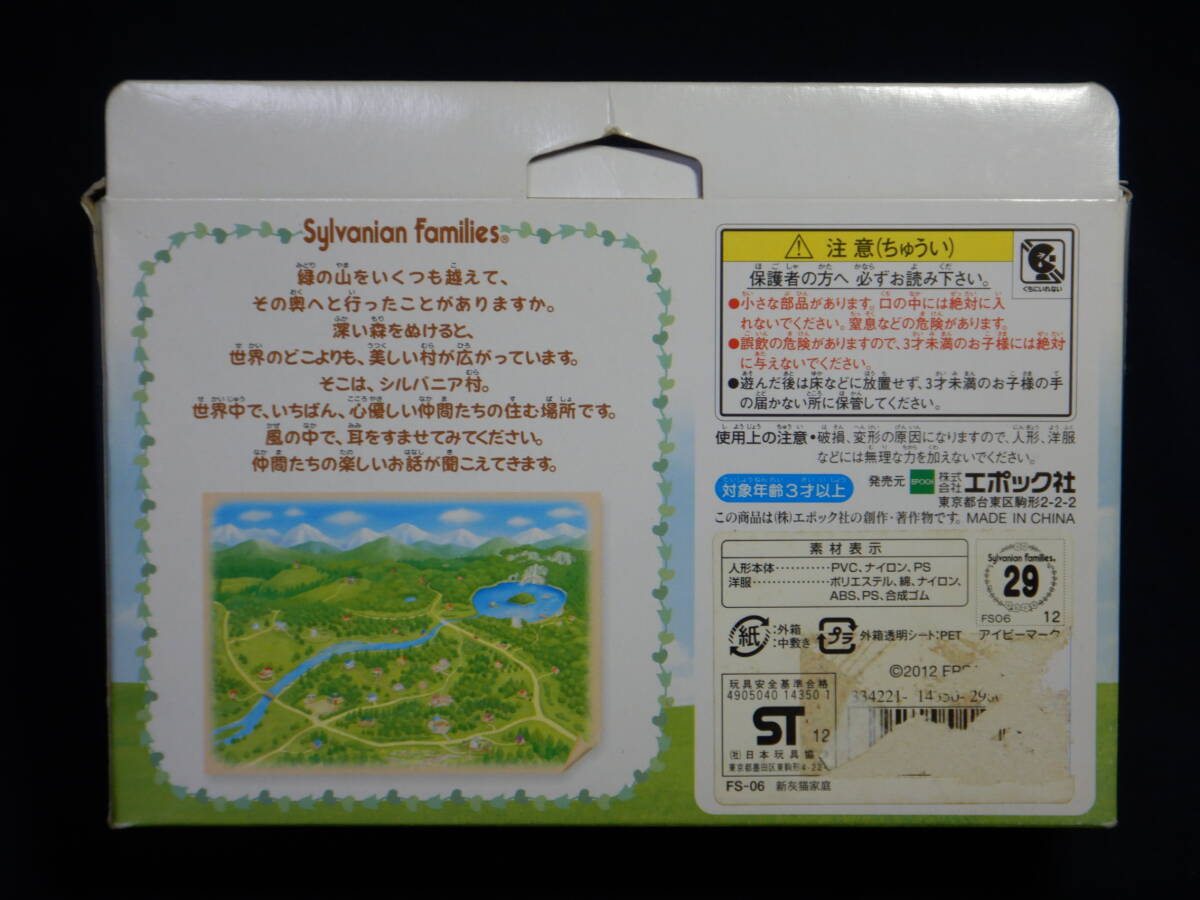 Sylvanian Families®
緑の山をいくつも越えて、
その奥へと行ったことがありますか。
深い森をぬけると、
世界のどこよりも、美しい村が広がっています。
そこは、シルバニア村。
世界中で、いちばん、心優しい仲間たちの住む場所です。
風の中で、耳をすませてみてください。
仲間たちの楽しいお話が聞こえてきます。
⚠ 注意(ちゅうい)
保護者の方へ 必ずお読み下さい。
くちにいれない
●小さな部品があります。口の中には絶対に入
れないでください。窒息などの危険があります。
●誤飲の危険がありますので、3才未満のお子様には絶対
に与えないでください。
●遊んだ後は床などに放置せず、3才未満のお子様の手
の届かない所に保管してください。
使用上の注意•破損、変形の原因になりますので、人形、洋服
などには無理な力を加えないでください。
対象年齢3才以上
発売元 EPOCH 株式会社 エポック社
東京都台東区駒形2-2-2
この商品は(株)エポック社の創作・著作物です。 MADE IN CHINA
素材表示
人形本体…………PVC、ナイロン、PS
洋服……………ポリエステル、綿、ナイロン、
ABS、PS、合成ゴム
Sylvanian Families
29
FS06 12
アイビーマーク
紙 :外箱
:中敷き
プラ 外箱透明シート:PET
©2012
玩具安全基準合格
4905040 14350 1
ST 12
(社)日本玩具協
東京都墨田区東駒形4-22
334221- 14350-
FS-06 新灰猫家庭